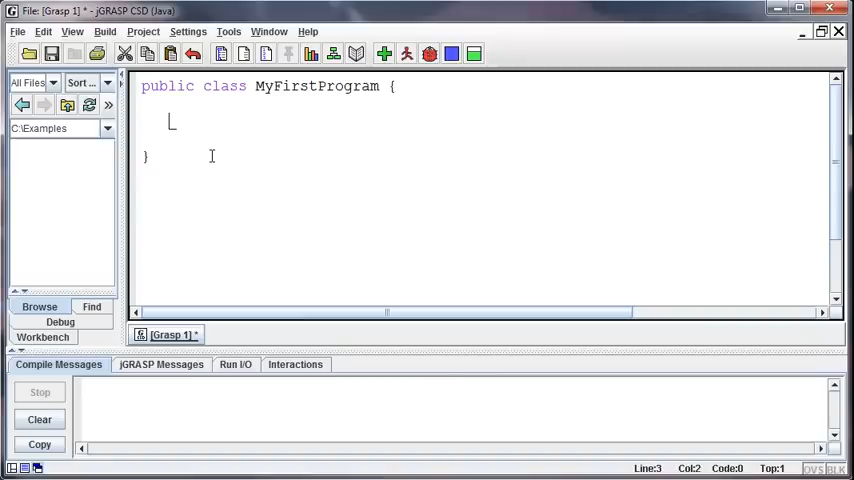 File: [Grasp 1] * - jGRASP CSD (Java)
File Edit View Build Project Settings Tools Window Help
All Files Sort ...
C:\Examples
public class MyFirstProgram {
}
Browse Find
Debug
Workbench
[Grasp 1] *
Compile Messages jGRASP Messages Run I/O Interactions
Stop
Clear
Copy
Line:3 Col:2 Code:0 Top:1 OVS BLK